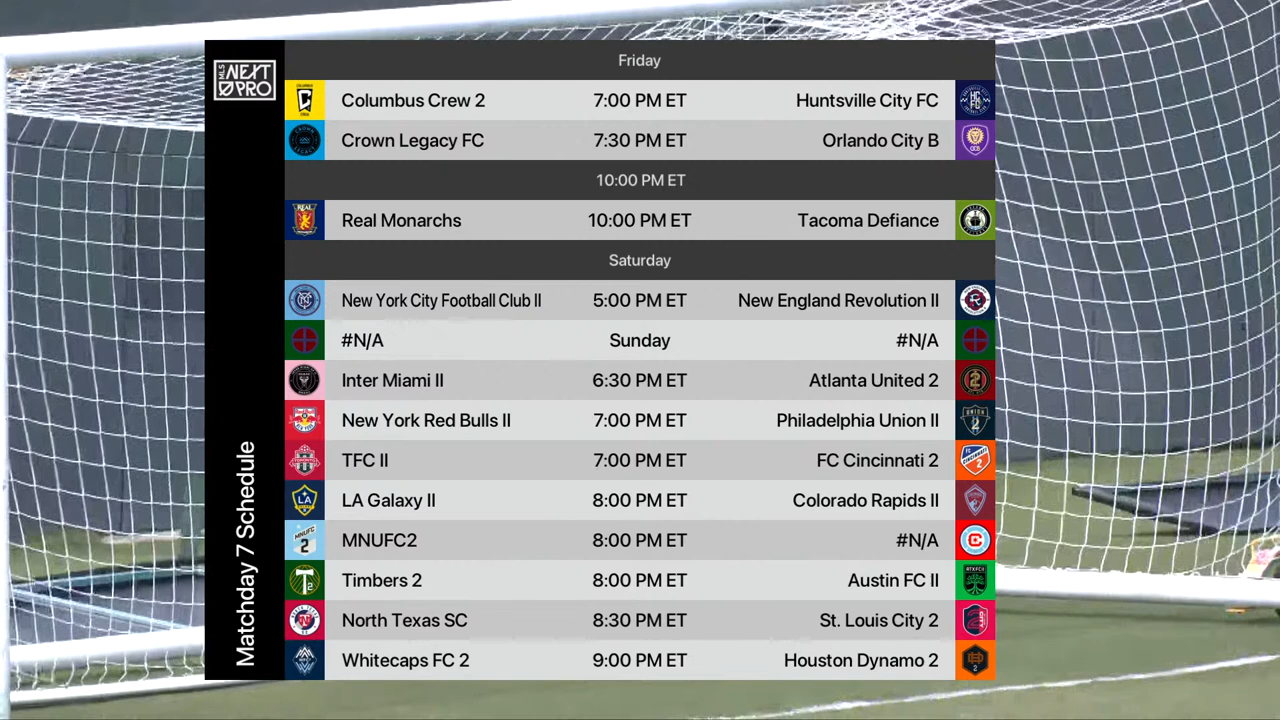 MLS NEXT PRO
Matchday 7 Schedule
Friday
Columbus Crew 2 7:00 PM ET Huntsville City FC
Crown Legacy FC 7:30 PM ET Orlando City B
10:00 PM ET
Real Monarchs 10:00 PM ET Tacoma Defiance
Saturday
New York City Football Club II 5:00 PM ET New England Revolution II
#N/A Sunday #N/A
Inter Miami II 6:30 PM ET Atlanta United 2
New York Red Bulls II 7:00 PM ET Philadelphia Union II
TFC II 7:00 PM ET FC Cincinnati 2
LA Galaxy II 8:00 PM ET Colorado Rapids II
MNUFC2 8:00 PM ET #N/A
Timbers 2 8:00 PM ET Austin FC II
North Texas SC 8:30 PM ET St. Louis City 2
Whitecaps FC 2 9:00 PM ET Houston Dynamo 2